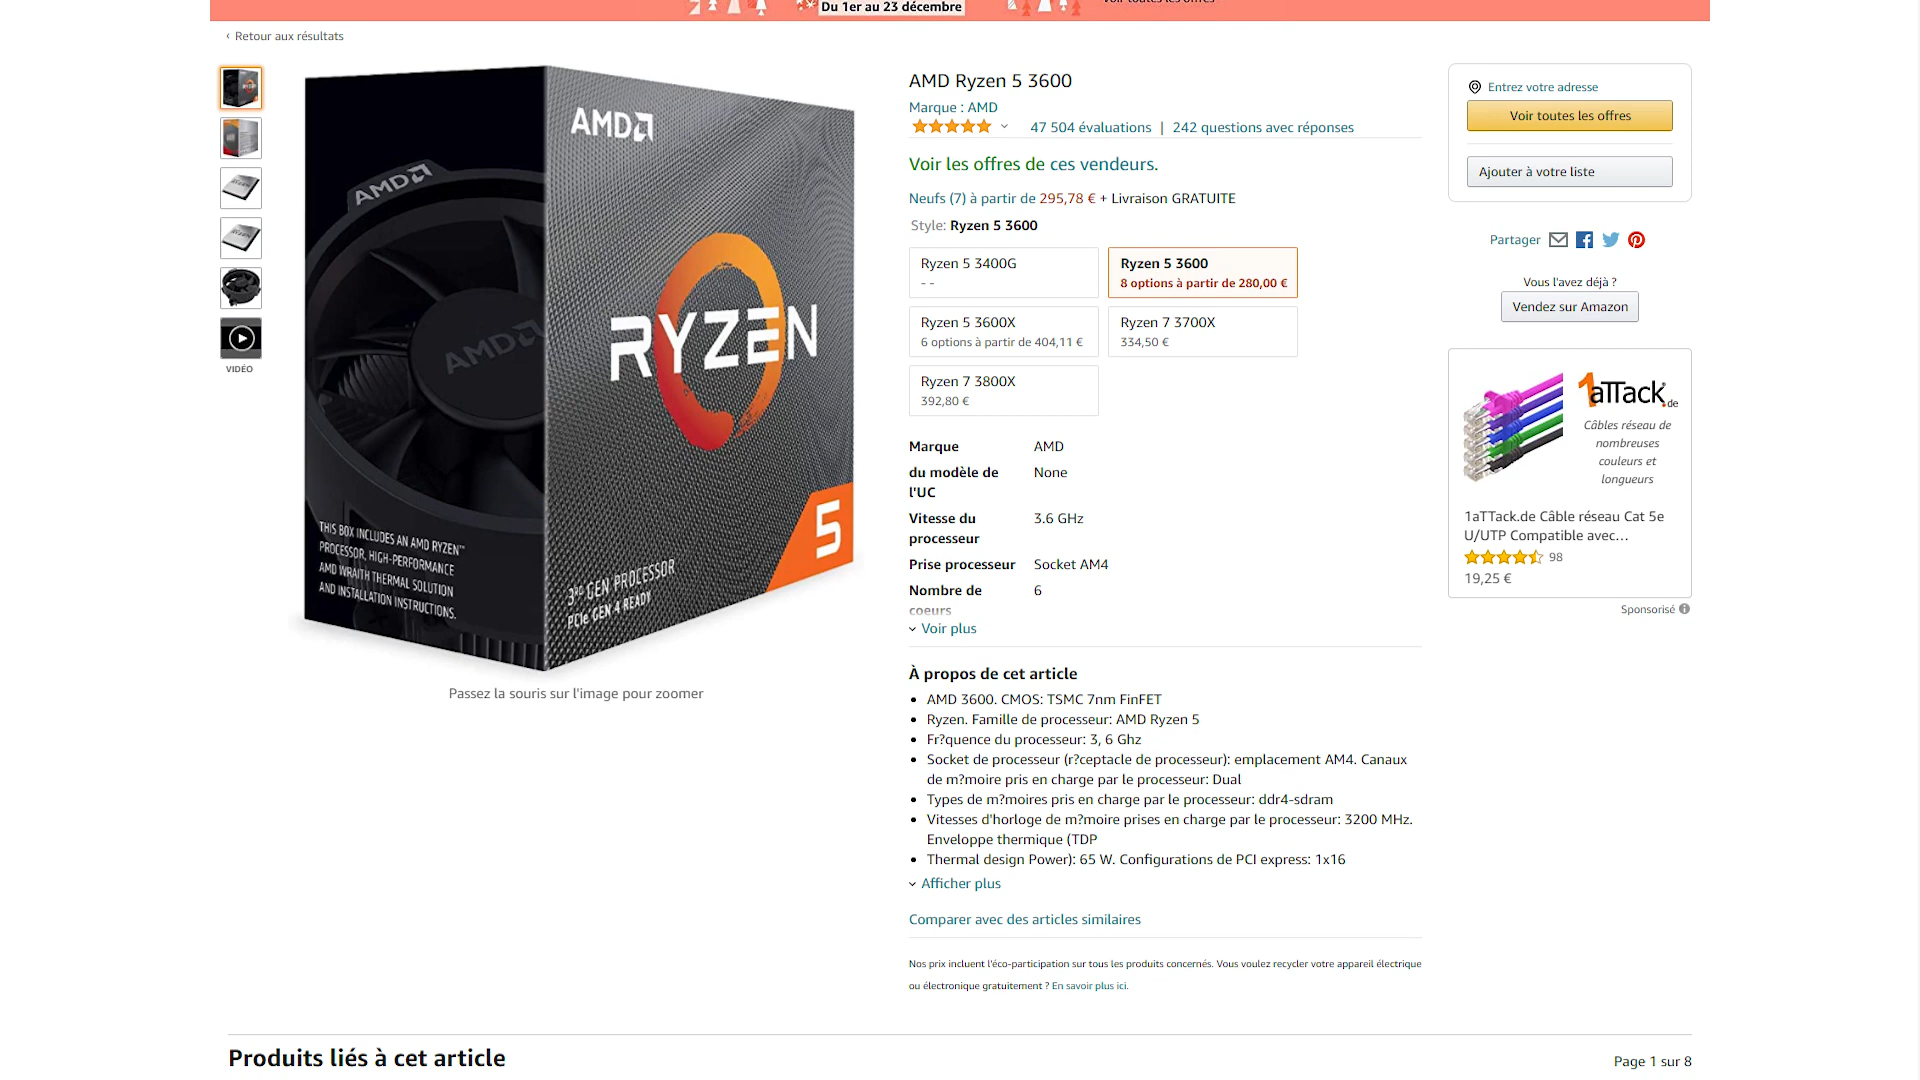 Du 1er au 23 décembre
‹ Retour aux résultats
AMD
AMD
AMD
RYZEN
5
THIS BOX INCLUDES AN AMD RYZEN™
PROCESSOR, HIGH-PERFORMANCE
AMD WRAITH THERMAL SOLUTION
AND INSTALLATION INSTRUCTIONS.
3RD GEN PROCESSOR
PCIe GEN 4 READY
VIDÉO
Passez la souris sur l'image pour zoomer
AMD Ryzen 5 3600
Marque : AMD
47 504 évaluations | 242 questions avec réponses
Voir les offres de ces vendeurs.
Neufs (7) à partir de 295,78 € + Livraison GRATUITE
Style: Ryzen 5 3600
Ryzen 5 3400G
- -
Ryzen 5 3600
8 options à partir de 280,00 €
Ryzen 5 3600X
6 options à partir de 404,11 €
Ryzen 7 3700X
334,50 €
Ryzen 7 3800X
392,80 €
Marque AMD
du modèle de None
l'UC
Vitesse du 3.6 GHz
processeur
Prise processeur Socket AM4
Nombre de 6
coeurs
Voir plus
À propos de cet article
• AMD 3600. CMOS: TSMC 7nm FinFET
• Ryzen. Famille de processeur: AMD Ryzen 5
• Fr?quence du processeur: 3, 6 Ghz
• Socket de processeur (r?ceptacle de processeur): emplacement AM4. Canaux
de m?moire pris en charge par le processeur: Dual
• Types de m?moires pris en charge par le processeur: ddr4-sdram
• Vitesses d'horloge de m?moire prises en charge par le processeur: 3200 MHz.
Enveloppe thermique (TDP
• Thermal design Power): 65 W. Configurations de PCI express: 1x16
Afficher plus
Comparer avec des articles similaires
Nos prix incluent l'éco-participation sur tous les produits concernés. Vous voulez recycler votre appareil électrique
ou électronique gratuitement ? En savoir plus ici.
Entrez votre adresse
Voir toutes les offres
Ajouter à votre liste
Partager
Vous l'avez déjà ?
Vendez sur Amazon
1aTTack.de
Câbles réseau de
nombreuses
couleurs et
longueurs
1aTTack.de Câble réseau Cat 5e
U/UTP Compatible avec…
98
19,25 €
Sponsorisé
Produits liés à cet article
Page 1 sur 8